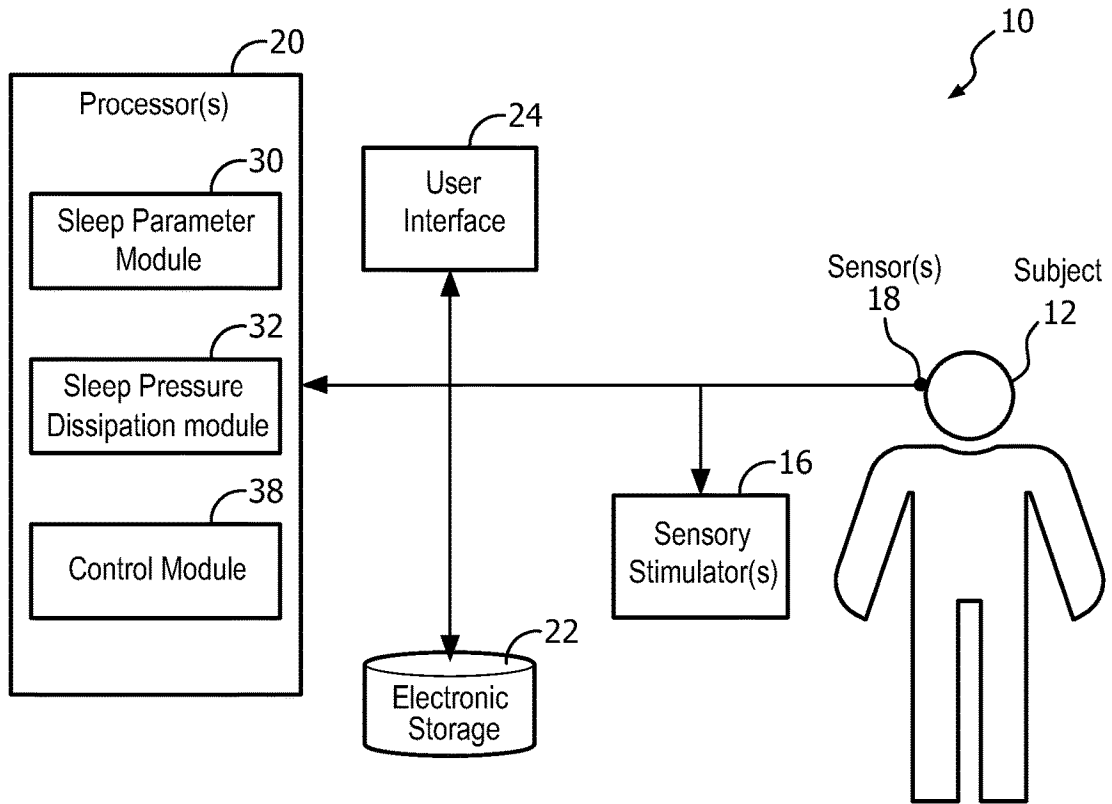 10
20
Processor(s)
30
Sleep Parameter
Module
32
Sleep Pressure
Dissipation module
38
Control Module
24
User
Interface
Sensor(s)
18
Subject
12
16
Sensory
Stimulator(s)
22
Electronic
Storage